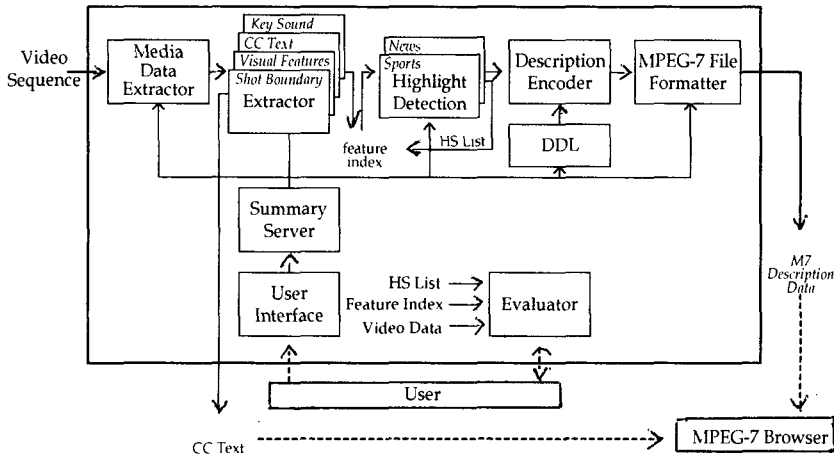 Key Sound
CC Text
Visual Features
Shot Boundary
Extractor
Video
Sequence
Media
Data
Extractor
News
Sports
Highlight
Detection
Description
Encoder
MPEG-7 File
Formatter
feature
index
HS List
DDL
Summary
Server
User
Interface
HS List
Feature Index
Video Data
Evaluator
M7
Description
Data
User
CC Text
MPEG-7 Browser